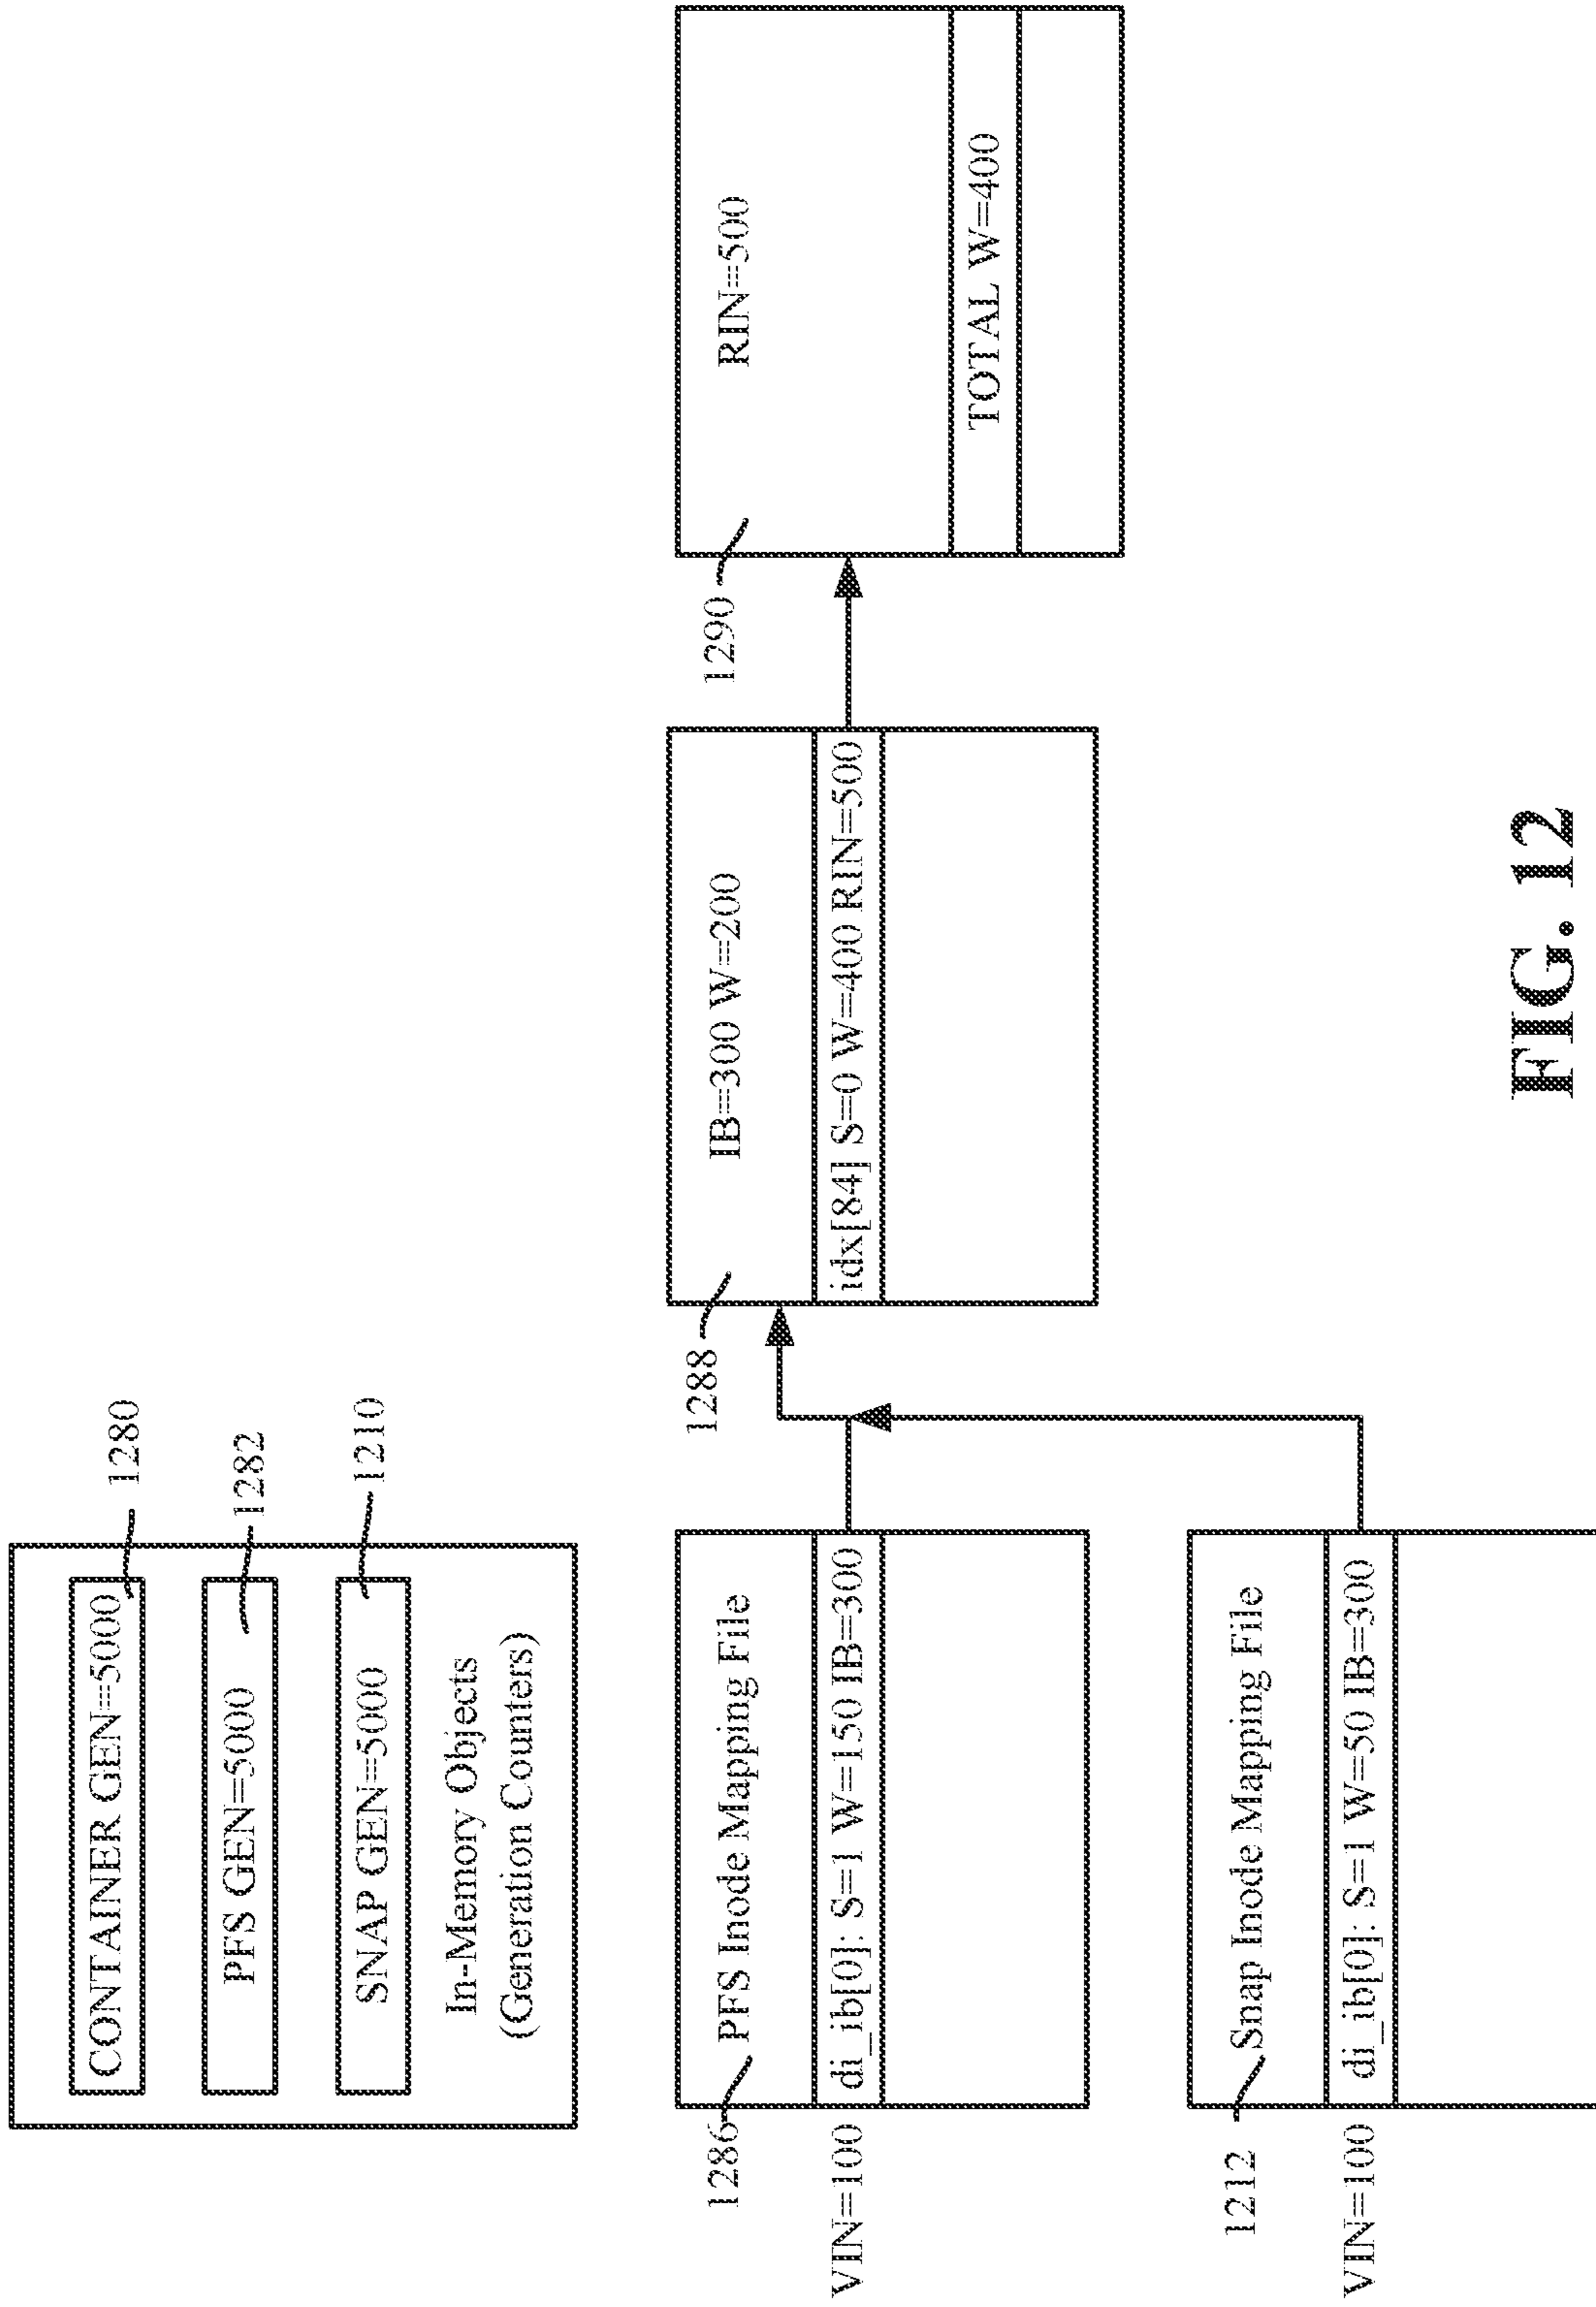 CONTAINER GEN=5000
1280
PFS GEN=5000
1282
SNAP GEN=5000
1210
In-Memory Objects
(Generation Counters)
1286
PFS Inode Mapping File
VIN=100
di_ib[0]: S=1 W=150 IB=300
1288
IB=300 W=200
idx[84] S=0 W=400 RIN=500
1290
RIN=500
TOTAL W=400
1212
Snap Inode Mapping File
VIN=100
di_ib[0]: S=1 W=50 IB=300
FIG. 12